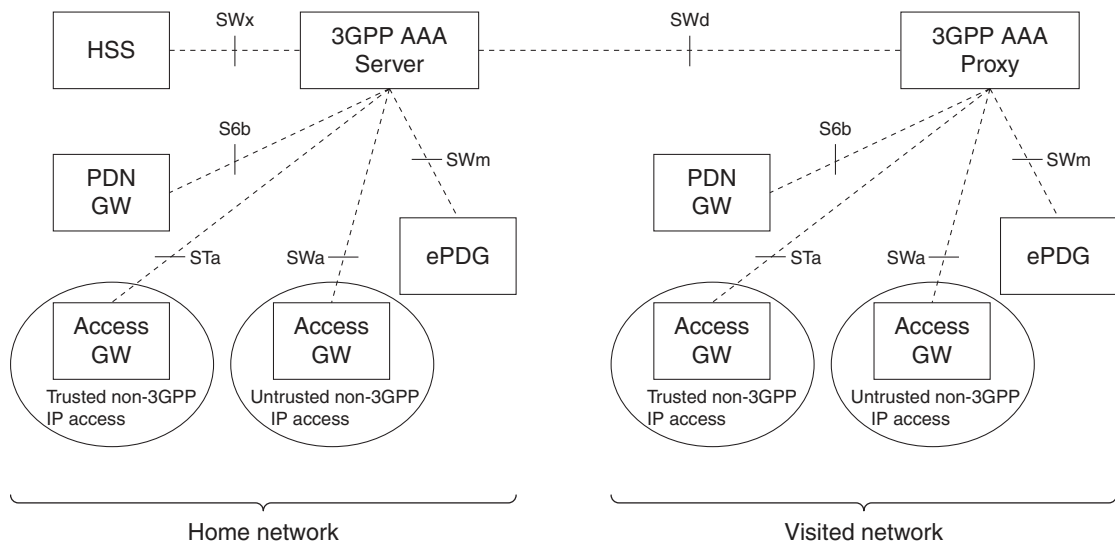 SWx
SWd
HSS
3GPP AAA
Server
3GPP AAA
Proxy
S6b
SWm
PDN
GW
ePDG
STa
SWa
Access
GW
Trusted non-3GPP
IP access
Access
GW
Untrusted non-3GPP
IP access
S6b
SWm
PDN
GW
ePDG
STa
SWa
Access
GW
Trusted non-3GPP
IP access
Access
GW
Untrusted non-3GPP
IP access
Home network
Visited network